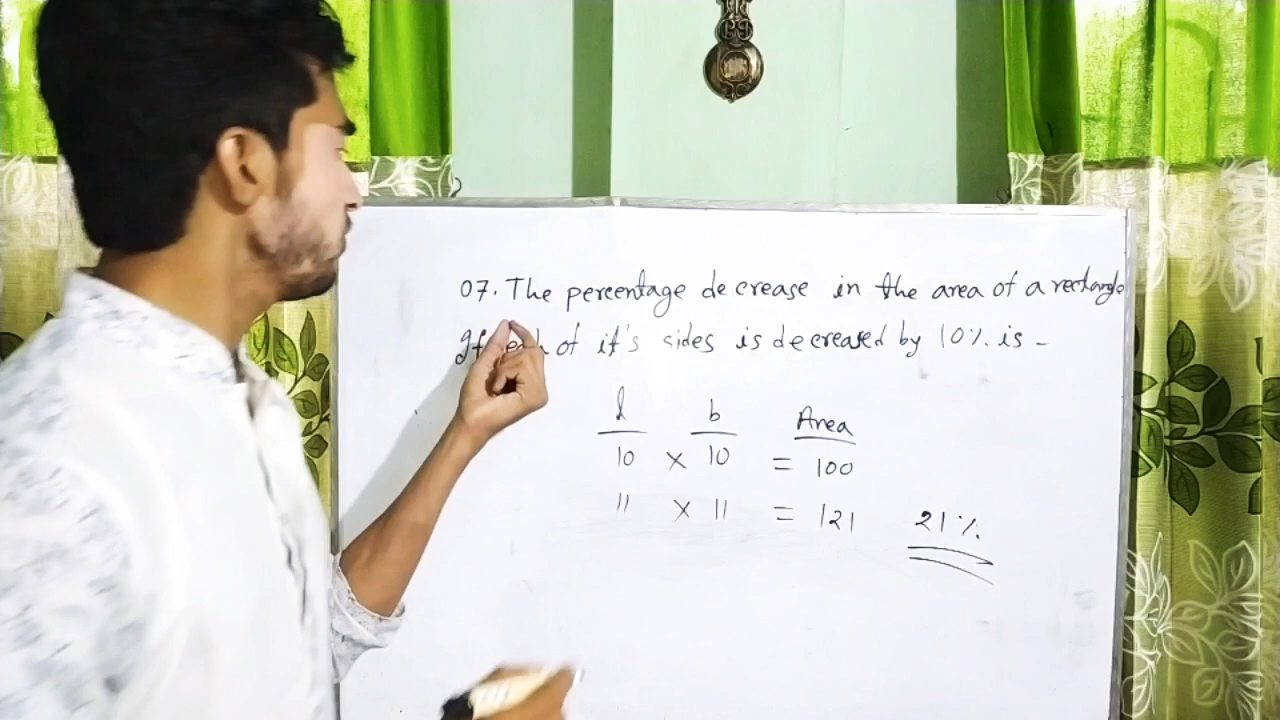 07. The percentage decrease in the area of a rectangle
If each of it's sides is decreased by 10% is -
l b Area
10 × 10 = 100
11 × 11 = 121 21%